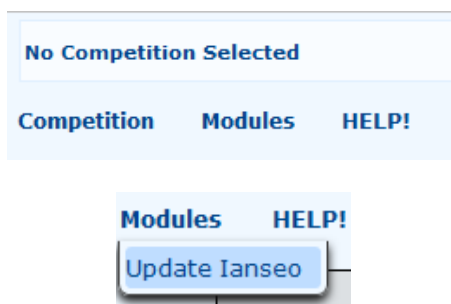 No Competition Selected
Competition Modules HELP!
Modules HELP!
Update Ianseo